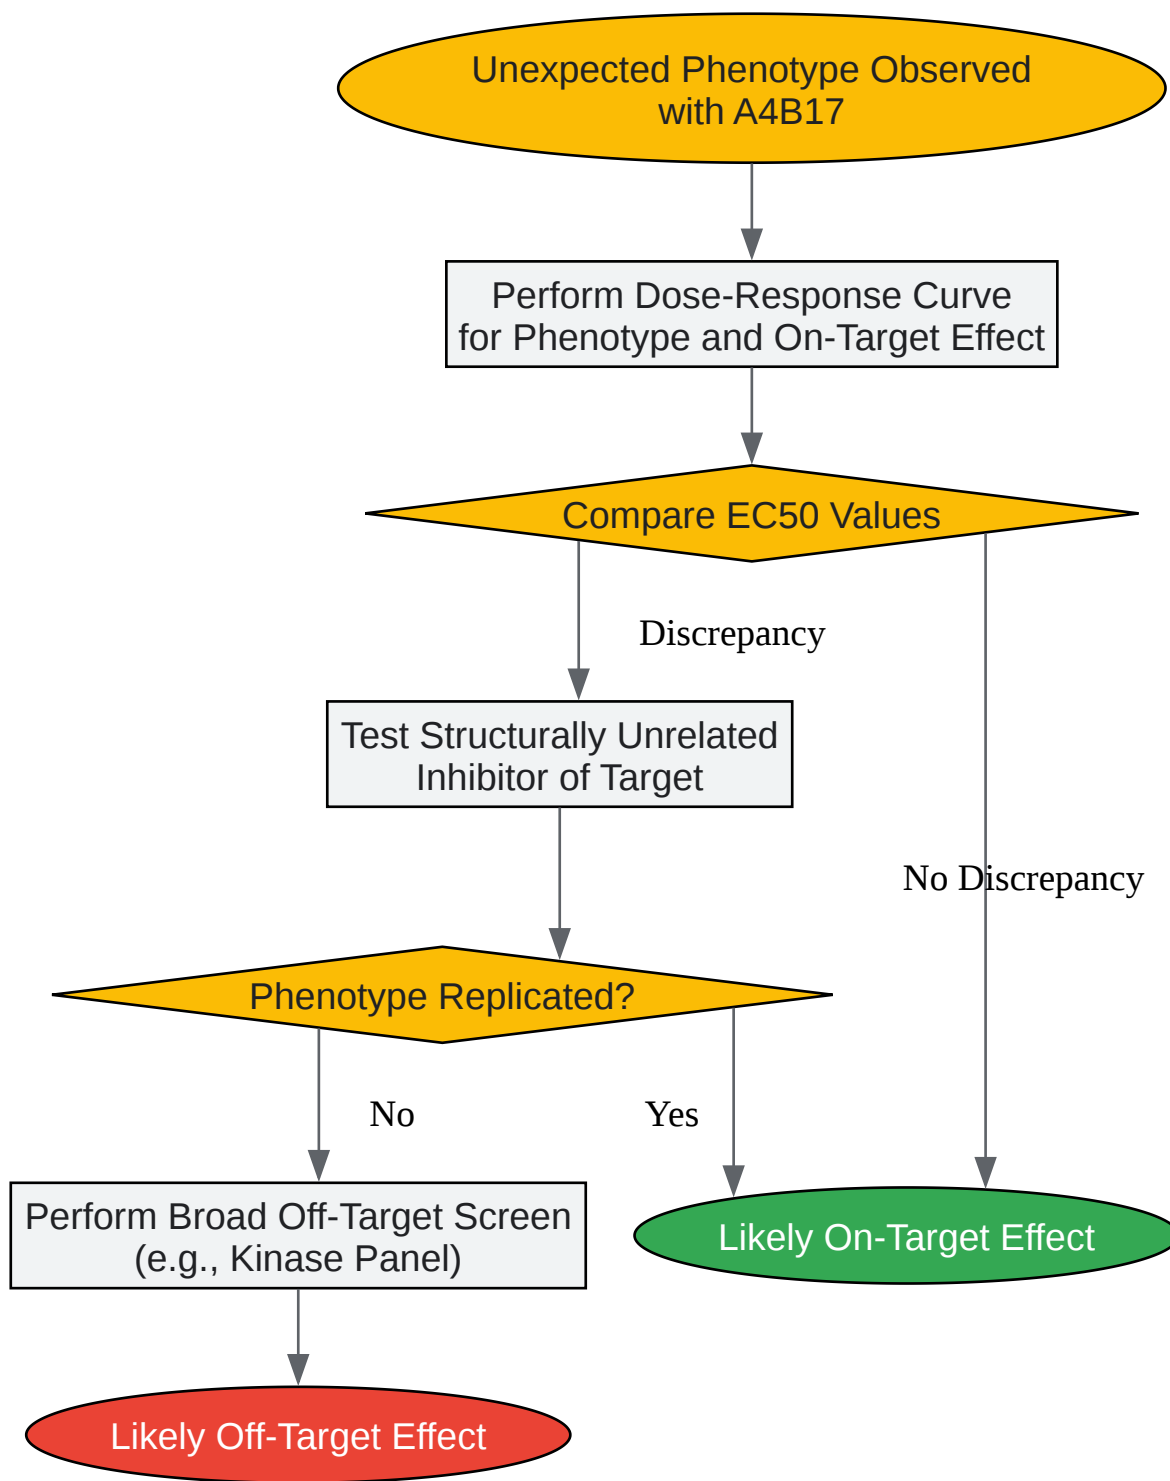 Unexpected Phenotype Observed
with A4B17
Perform Dose-Response Curve
for Phenotype and On-Target Effect
Compare EC50 Values
Discrepancy
Test Structurally Unrelated
Inhibitor of Target
No Discrepancy
Phenotype Replicated?
No
Yes
Perform Broad Off-Target Screen
(e.g., Kinase Panel)
Likely On-Target Effect
Likely Off-Target Effect